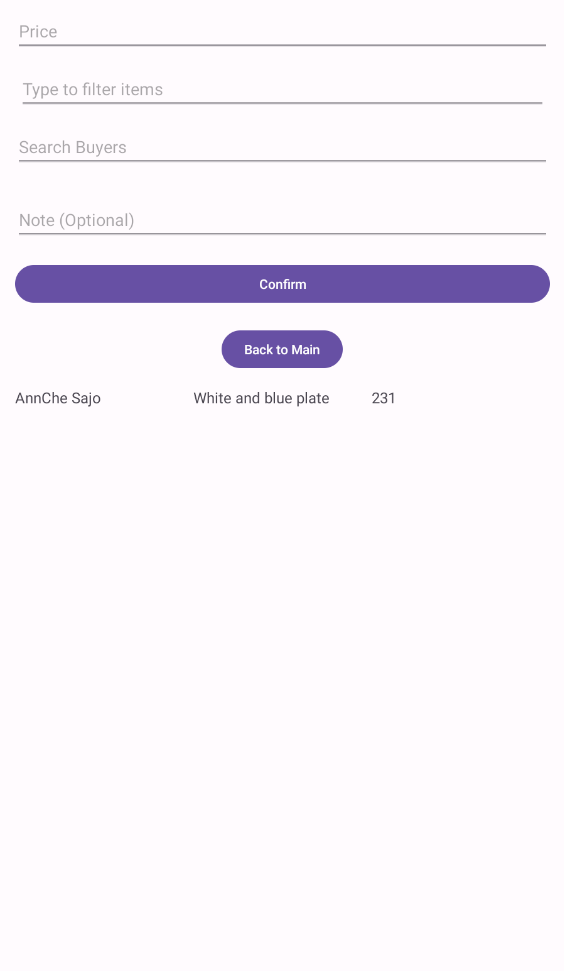 Price
Type to filter items
Search Buyers
Note (Optional)
Confirm
Back to Main
AnnChe Sajo White and blue plate 231